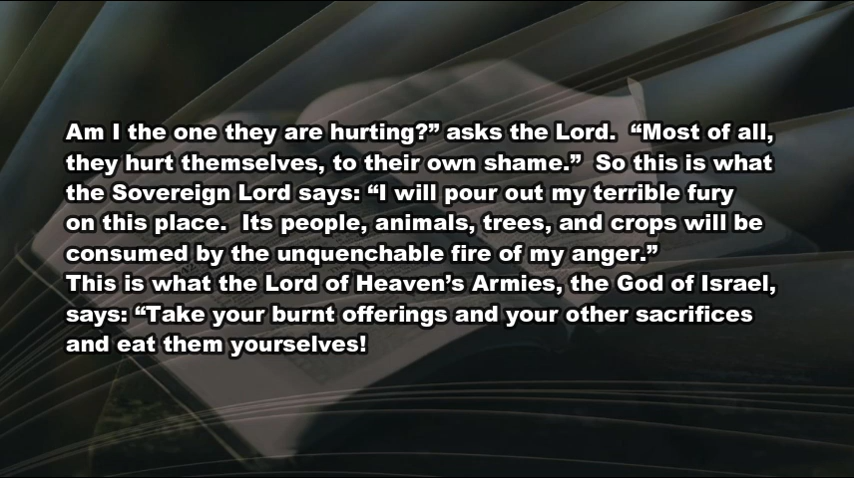 Am I the one they are hurting?” asks the Lord.  “Most of all,
they hurt themselves, to their own shame.”  So this is what
the Sovereign Lord says: “I will pour out my terrible fury
on this place.  Its people, animals, trees, and crops will be
consumed by the unquenchable fire of my anger.”
This is what the Lord of Heaven’s Armies, the God of Israel,
says: “Take your burnt offerings and your other sacrifices
and eat them yourselves!